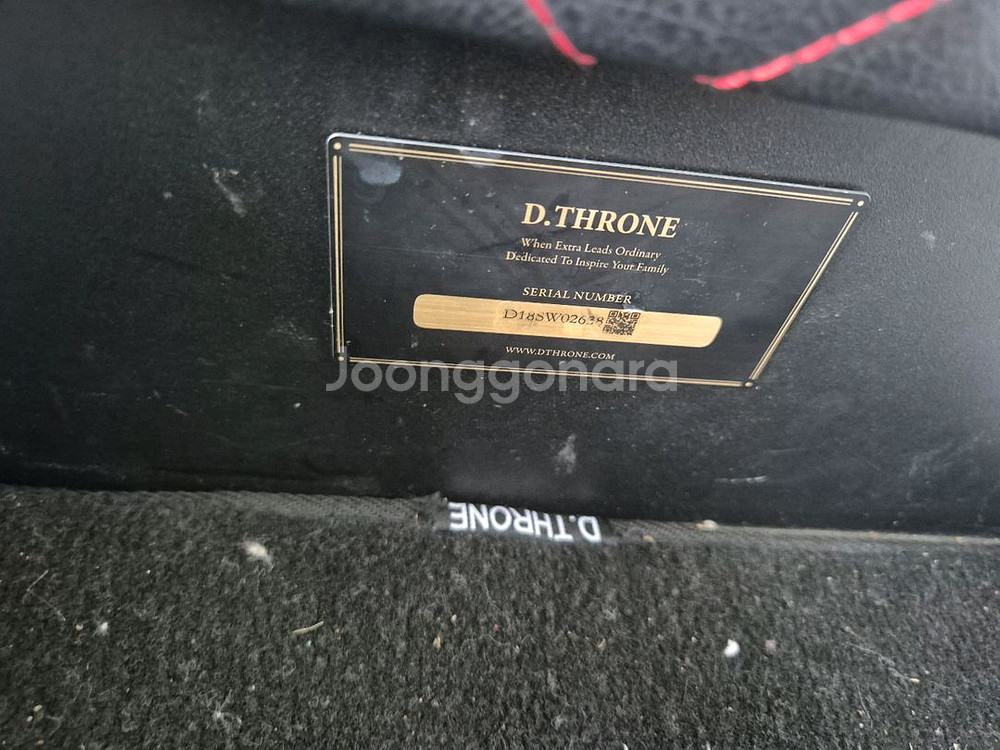 D.THRONE
When Extra Leads Ordinary
Dedicated To Inspire Your Family
SERIAL NUMBER
D18SW02638
WWW.DTHRONE.COM
Joonggonara
D.THRONE